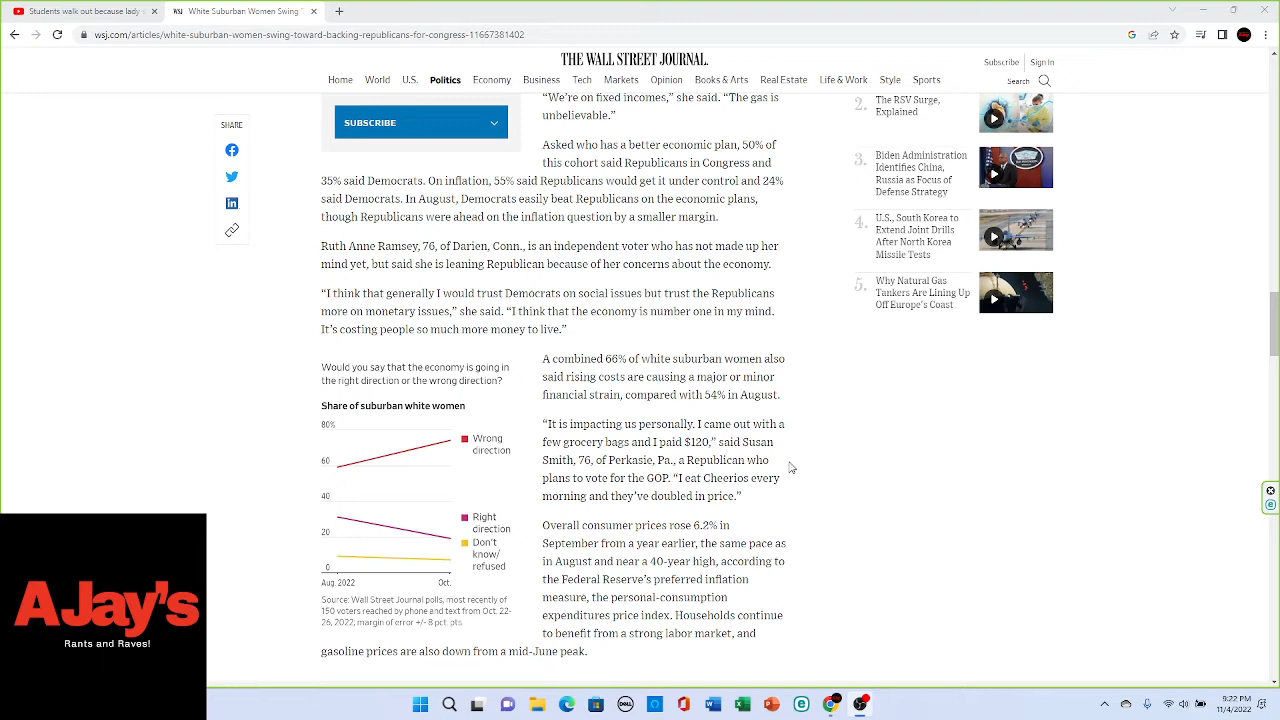 Students walk out because lady s
White Suburban Women Swing T
wsj.com/articles/white-suburban-women-swing-toward-backing-republicans-for-congress-11667381402
THE WALL STREET JOURNAL.
Subscribe Sign In
Home World U.S. Politics Economy Business Tech Markets Opinion Books & Arts Real Estate Life & Work Style Sports
Search
SHARE
SUBSCRIBE
“We’re on fixed incomes,” she said. “The gas is
unbelievable.”
Asked who has a better economic plan, 50% of
this cohort said Republicans in Congress and
35% said Democrats. On inflation, 55% said Republicans would get it under control and 24%
said Democrats. In August, Democrats easily beat Republicans on the economic plans,
though Republicans were ahead on the inflation question by a smaller margin.
Ruth Anne Ramsey, 76, of Darien, Conn., is an independent voter who has not made up her
mind yet, but said she is leaning Republican because of her concerns about the economy.
“I think that generally I would trust Democrats on social issues but trust the Republicans
more on monetary issues,” she said. “I think that the economy is number one in my mind.
It’s costing people so much more money to live.”
Would you say that the economy is going in
the right direction or the wrong direction?
Share of suburban white women
80%
60
40
20
0
Wrong
direction
Right
direction
Don’t
know/
refused
Aug. 2022
Oct.
Source: Wall Street Journal polls, most recently of
150 voters reached by phone and text from Oct. 22-
26, 2022; margin of error +/- 8 pct. pts.
A combined 66% of white suburban women also
said rising costs are causing a major or minor
financial strain, compared with 54% in August.
“It is impacting us personally. I came out with a
few grocery bags and I paid $120,” said Susan
Smith, 76, of Perkasie, Pa., a Republican who
plans to vote for the GOP. “I eat Cheerios every
morning and they’ve doubled in price.”
Overall consumer prices rose 6.2% in
September from a year earlier, the same pace as
in August and near a 40-year high, according to
the Federal Reserve’s preferred inflation
measure, the personal-consumption
expenditures price index. Households continue
to benefit from a strong labor market, and
gasoline prices are also down from a mid-June peak.
2.
The RSV Surge,
Explained
3.
Biden Administration
Identifies China,
Russia as Focus of
Defense Strategy
4.
U.S., South Korea to
Extend Joint Drills
After North Korea
Missile Tests
5.
Why Natural Gas
Tankers Are Lining Up
Off Europe’s Coast
AJay’s
Rants and Raves!
DELL
9:22 PM
11/4/2022